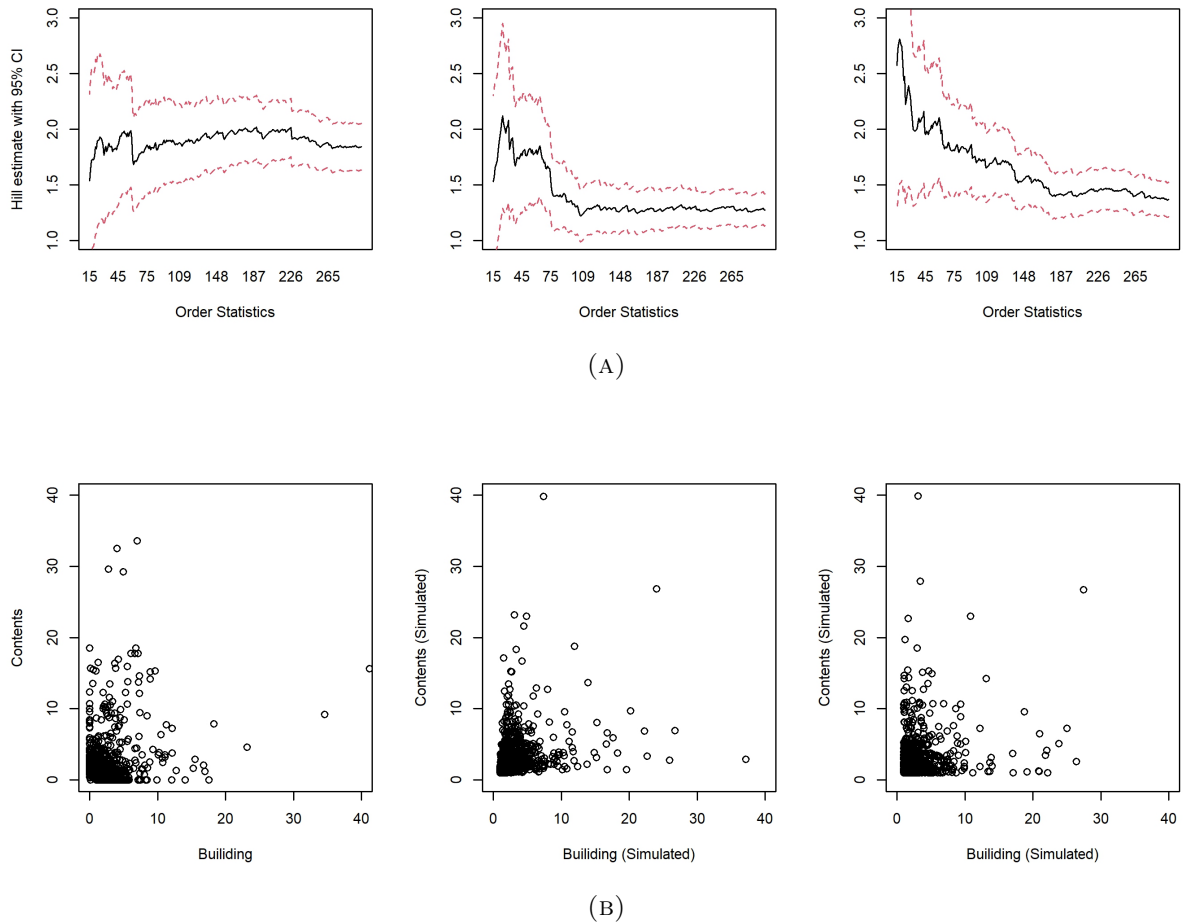 Hill estimate with 95% CI
3.0
2.5
2.0
1.5
1.0
15 45 75 109 148 187 226 265
Order Statistics
3.0
2.5
2.0
1.5
1.0
15 45 75 109 148 187 226 265
Order Statistics
3.0
2.5
2.0
1.5
1.0
15 45 75 109 148 187 226 265
Order Statistics
(A)
Contents
40
30
20
10
0
0 10 20 30 40
Builiding
Contents (Simulated)
40
30
20
10
0
0 10 20 30 40
Builiding (Simulated)
Contents (Simulated)
40
30
20
10
0
0 10 20 30 40
Builiding (Simulated)
(B)